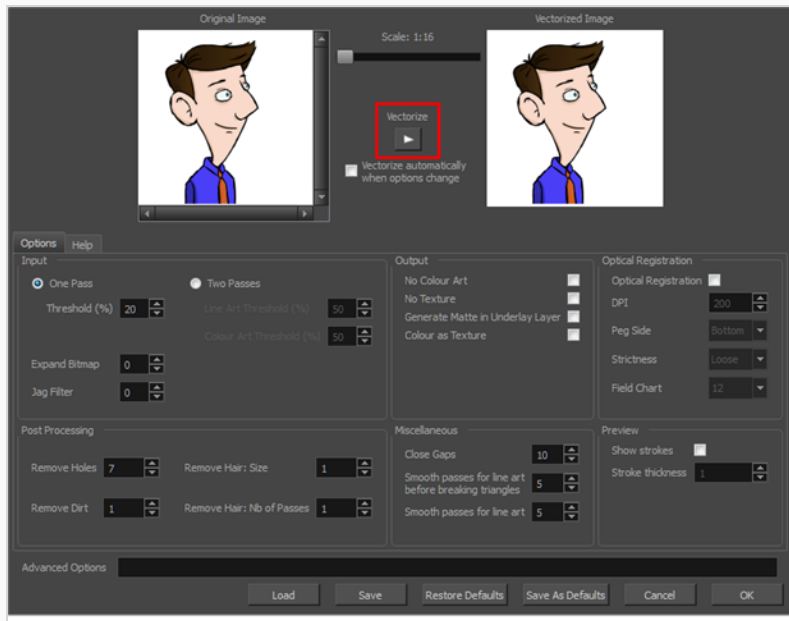 Original Image
Scale: 1:16
Vectorized Image
Vectorize
Vectorize automatically
when options change
Options Help
Input
One Pass
Two Passes
Threshold (%) 20
Line Art Threshold (%) 50
Colour Art Threshold (%) 50
Expand Bitmap 0
Jag Filter 0
Output
No Colour Art
No Texture
Generate Matte in Underlay Layer
Colour as Texture
Optical Registration
Optical Registration
DPI 200
Peg Side Bottom
Strictness Loose
Field Chart 12
Post Processing
Remove Holes 7
Remove Hair: Size 1
Remove Dirt 1
Remove Hair: Nb of Passes 1
Miscellaneous
Close Gaps 10
Smooth passes for line art
before breaking triangles 5
Smooth passes for line art 5
Preview
Show strokes
Stroke thickness 1
Advanced Options
Load Save Restore Defaults Save As Defaults Cancel OK